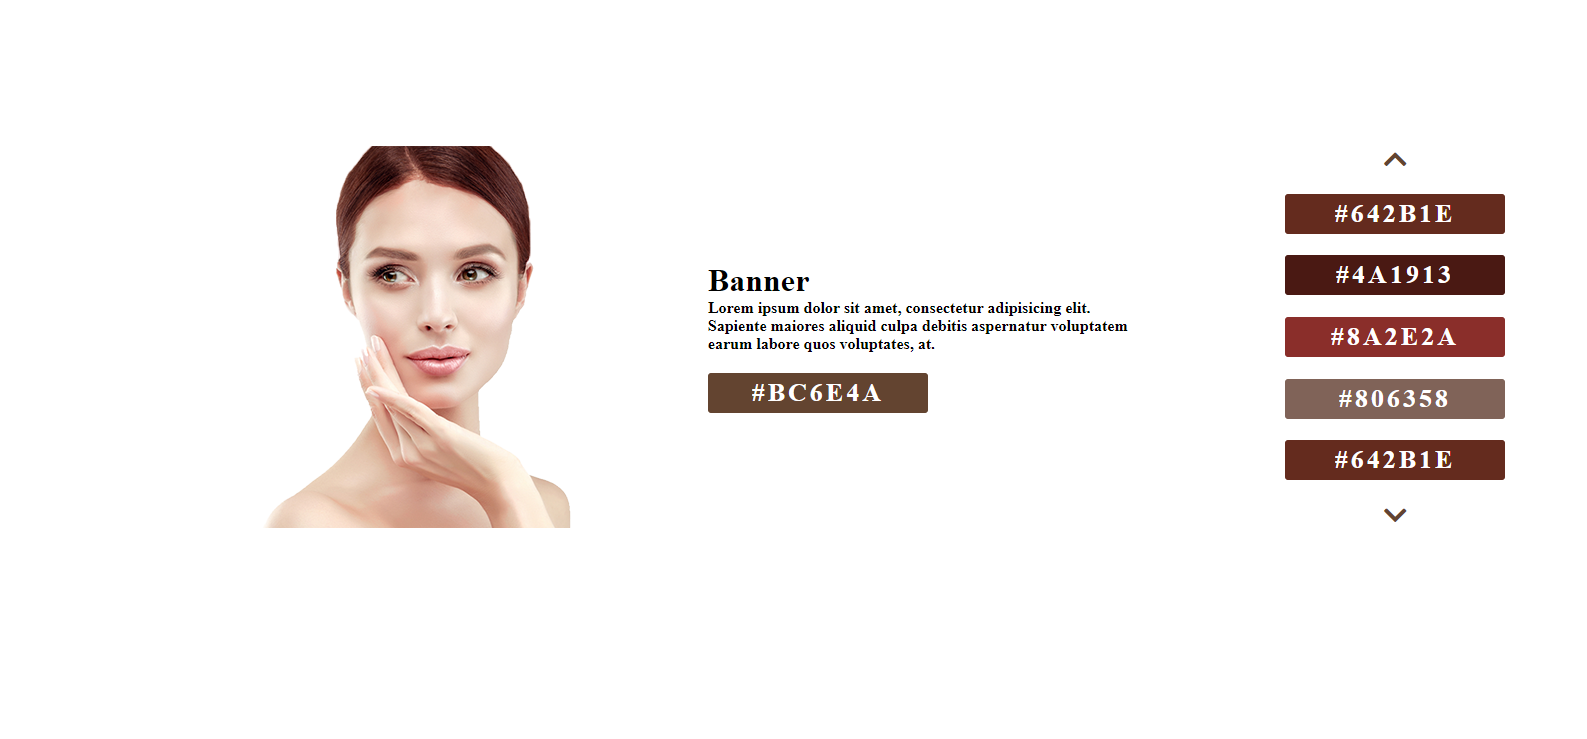 Banner
Lorem ipsum dolor sit amet, consectetur adipisicing elit.
Sapiente maiores aliquid culpa debitis aspernatur voluptatem
earum labore quos voluptates, at.
#BC6E4A
#642B1E
#4A1913
#8A2E2A
#806358
#642B1E